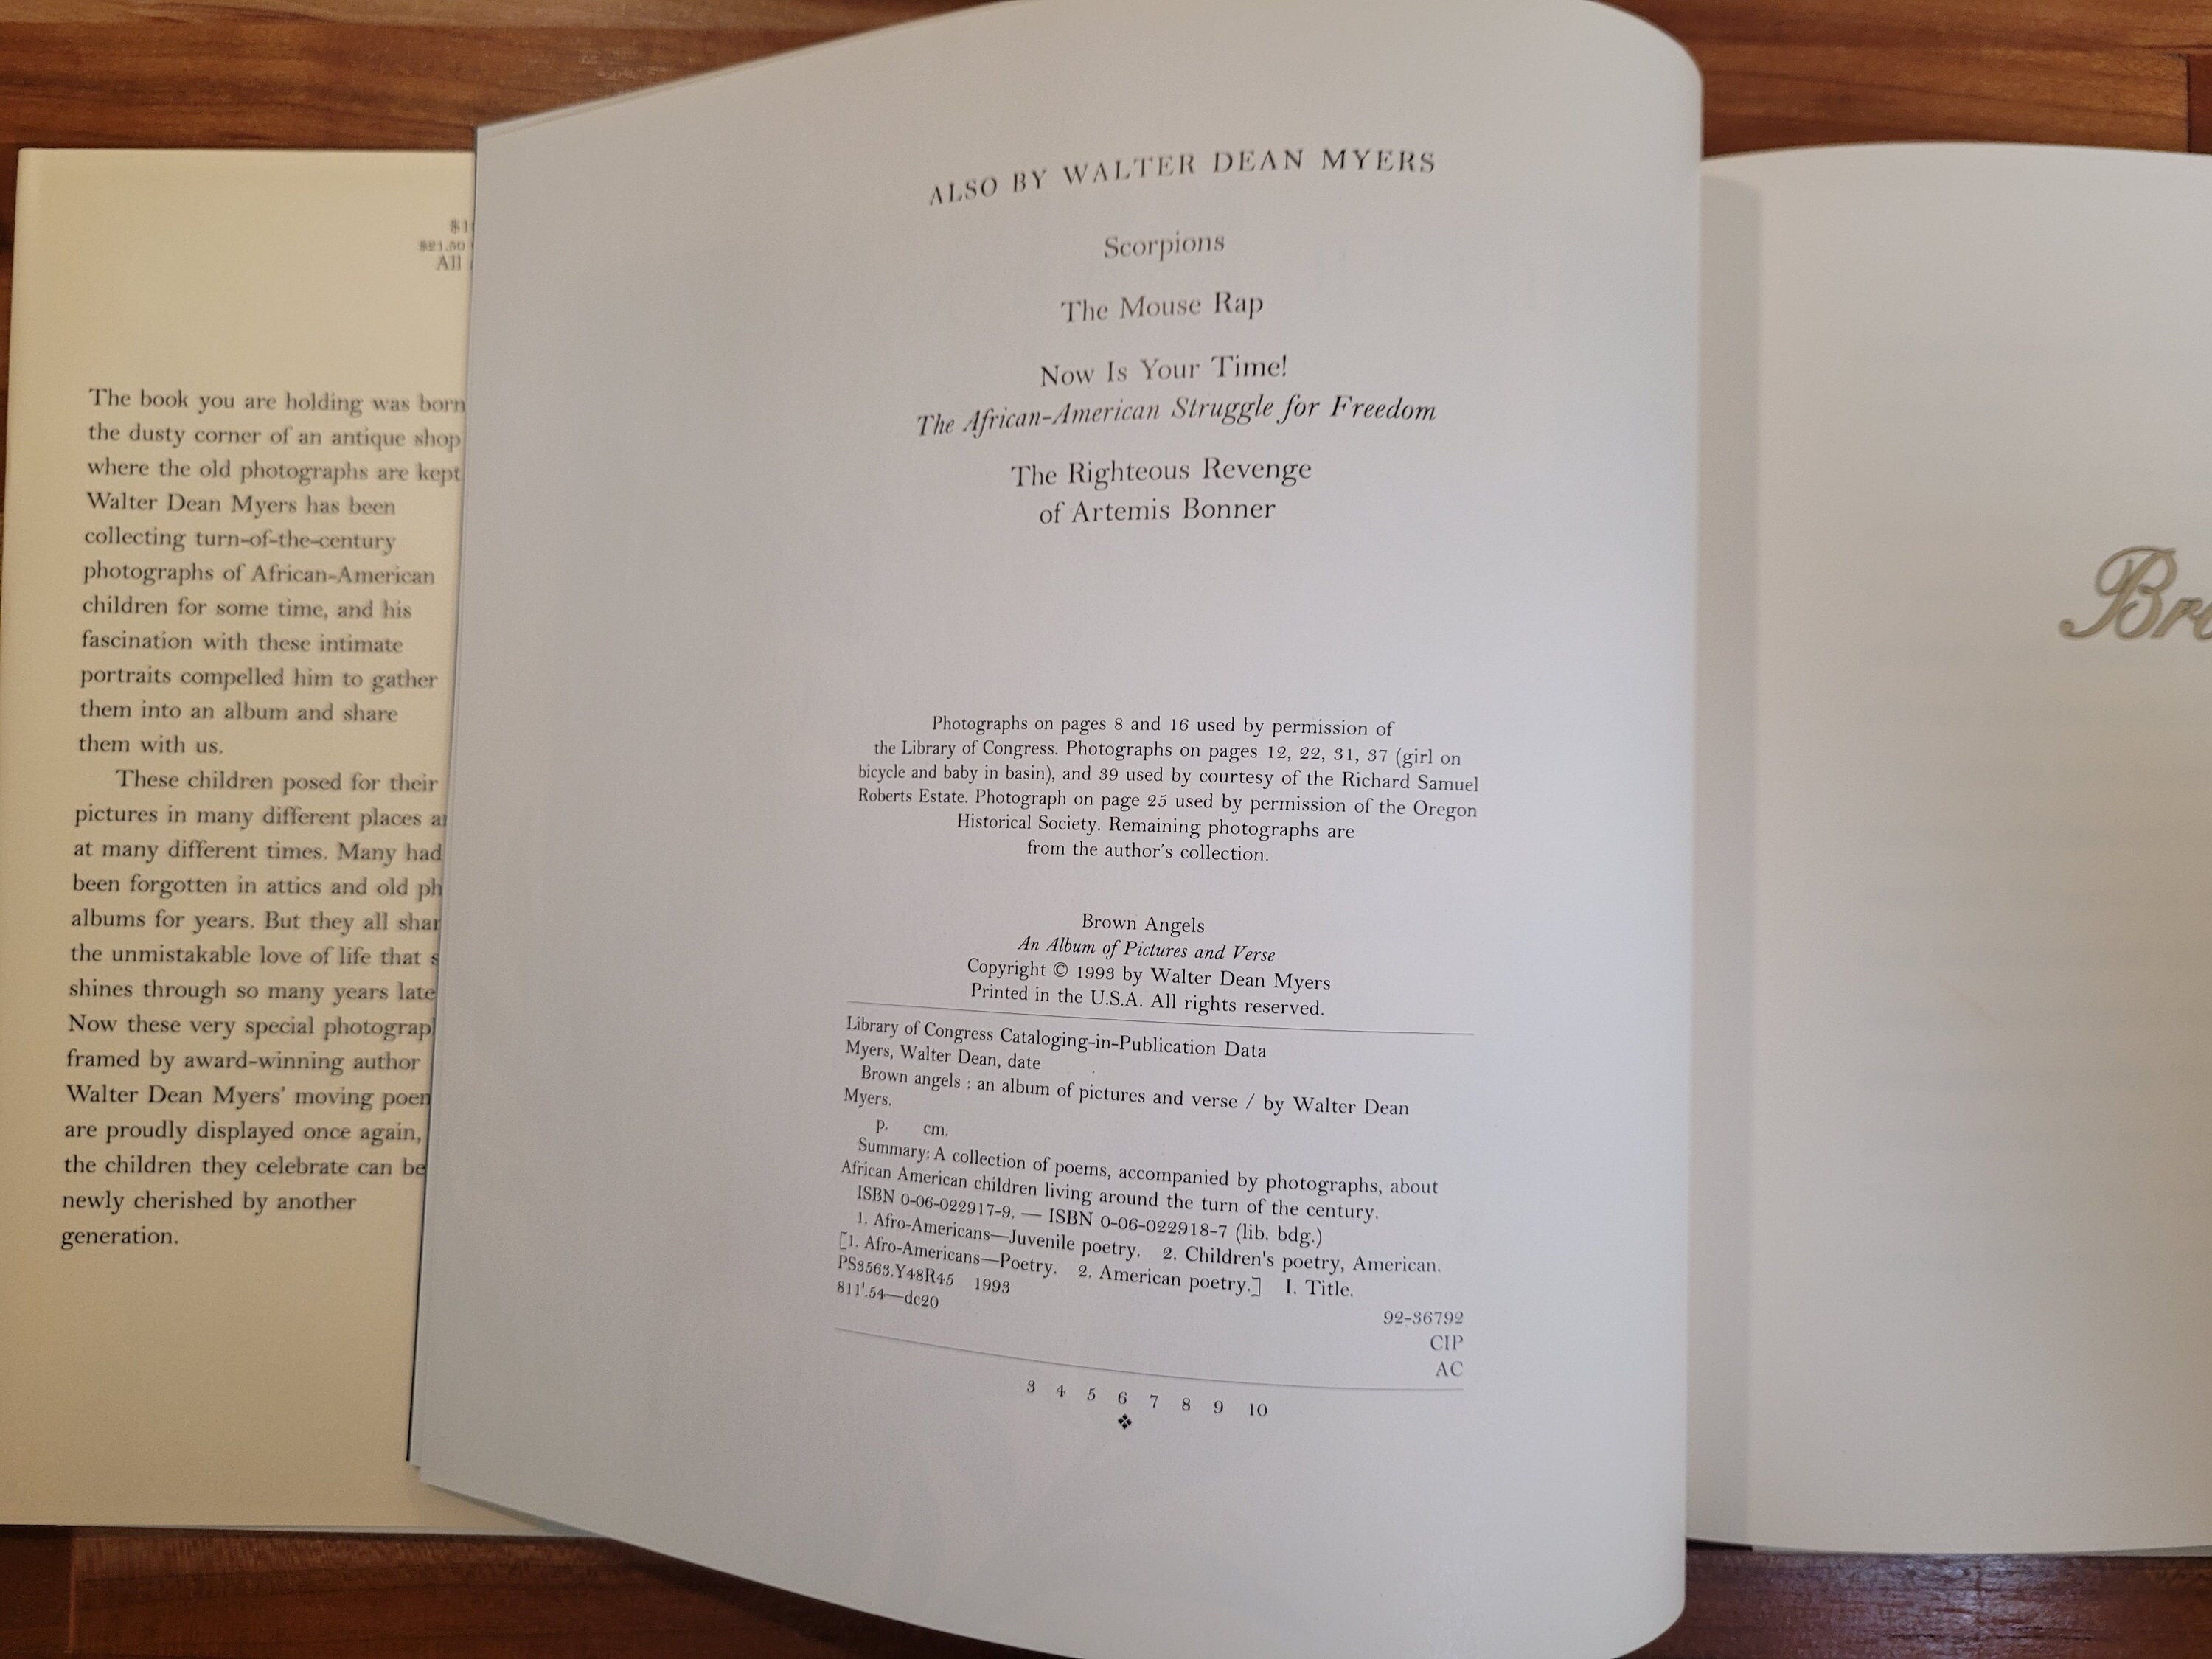 $21.50
All
The book you are holding was born
the dusty corner of an antique shop
where the old photographs are kept
Walter Dean Myers has been
collecting turn-of-the-century
photographs of African-American
children for some time, and his
fascination with these intimate
portraits compelled him to gather
them into an album and share
them with us.
These children posed for their
pictures in many different places
at many different times. Many had
been forgotten in attics and old
albums for years. But they all
the unmistakable love of life that
shines through so many years
Now these very special
framed by award-winning author
Walter Dean Myers' moving
are proudly displayed once again,
the children they celebrate can be
newly cherished by another
generation.
ALSO BY WALTER DEAN MYERS
Scorpions
The Mouse Rap
Now Is Your Time!
The African-American Struggle for Freedom
The Righteous Revenge
of Artemis Bonner
Photographs on pages 8 and 16 used by permission of
the Library of Congress. Photographs on pages 12, 22, 31, 37 (girl on
bicycle and baby in basin), and 39 used by courtesy of the Richard Samuel
Roberts Estate. Photograph on page 25 used by permission of the Oregon
Historical Society. Remaining photographs are
from the author's collection.
Brown Angels
An Album of Pictures and Verse
Copyright © 1993 by Walter Dean Myers
Printed in the U.S.A. All rights reserved.
Library of Congress Cataloging-in-Publication Data
Myers, Walter Dean, date
Brown angels : an album of pictures and verse / by Walter Dean
Myers.
p. cm.
Summary: A collection of poems, accompanied by photographs, about
African American children living around the turn of the century.
ISBN 0-06-022917-9. — ISBN 0-06-022918-7 (lib. bdg.)
1. Afro-Americans—Juvenile poetry. 2. Children's poetry, American.
[1. Afro-Americans—Poetry. 2. American poetry.] I. Title.
PS3563.Y48R45 1993
811'.54—dc20
92-36792
CIP
AC
3 4 5 6 7 8 9 10